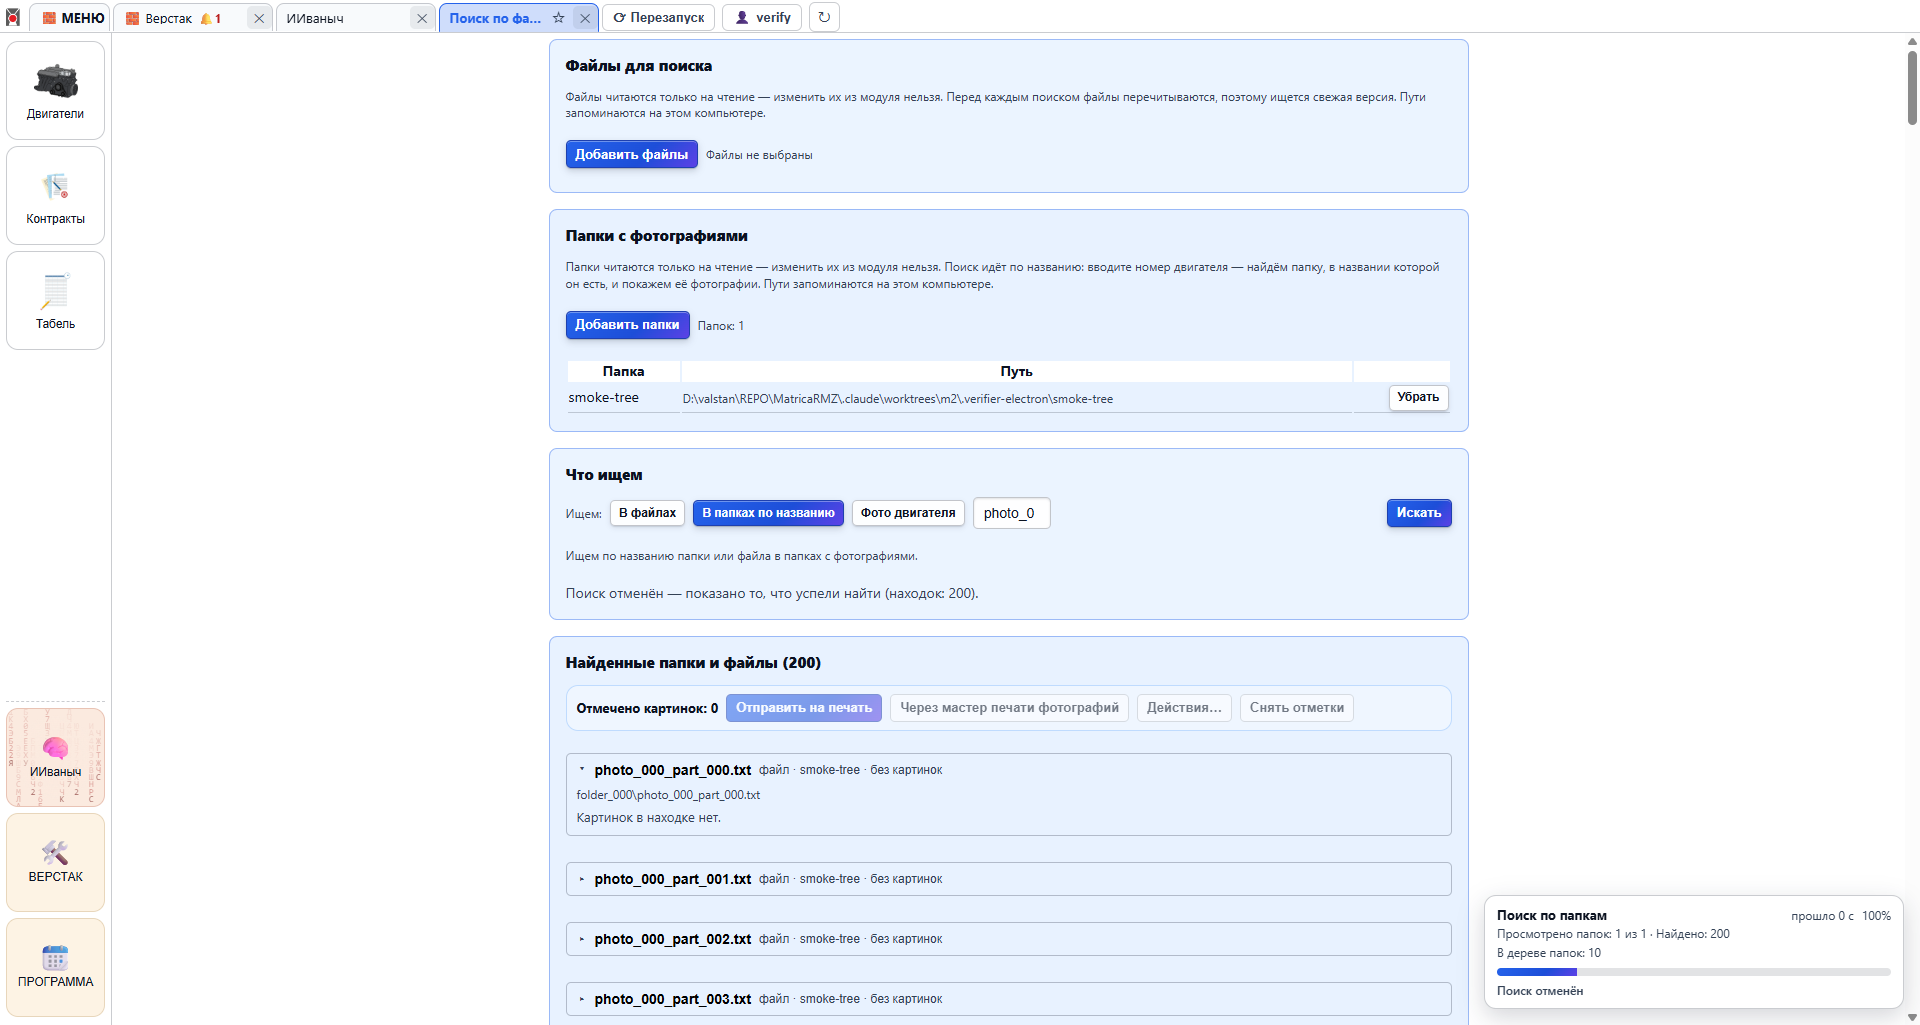 МЕНЮ
Верстак 1
ИИваныч
Поиск по фа...
Перезапуск
verify
Двигатели
Контракты
Табель
ИИваныч
ВЕРСТАК
ПРОГРАММА
Файлы для поиска
Файлы читаются только на чтение — изменить их из модуля нельзя. Перед каждым поиском файлы перечитываются, поэтому ищется свежая версия. Пути
запоминаются на этом компьютере.
Добавить файлы Файлы не выбраны
Папки с фотографиями
Папки читаются только на чтение — изменить их из модуля нельзя. Поиск идёт по названию: вводите номер двигателя — найдём папку, в названии которой
он есть, и покажем её фотографии. Пути запоминаются на этом компьютере.
Добавить папки Папок: 1
Папка Путь
smoke-tree D:\valstan\REPO\MatricaRMZ\.claude\worktrees\m2\.verifier-electron\smoke-tree Убрать
Что ищем
Ищем: В файлах В папках по названию Фото двигателя photo_0 Искать
Ищем по названию папки или файла в папках с фотографиями.
Поиск отменён — показано то, что успели найти (находок: 200).
Найденные папки и файлы (200)
Отмечено картинок: 0 Отправить на печать Через мастер печати фотографий Действия... Снять отметки
photo_000_part_000.txt файл · smoke-tree · без картинок
folder_000\photo_000_part_000.txt
Картинок в находке нет.
photo_000_part_001.txt файл · smoke-tree · без картинок
photo_000_part_002.txt файл · smoke-tree · без картинок
photo_000_part_003.txt файл · smoke-tree · без картинок
Поиск по папкам прошло 0 с 100%
Просмотрено папок: 1 из 1 · Найдено: 200
В дереве папок: 10
Поиск отменён